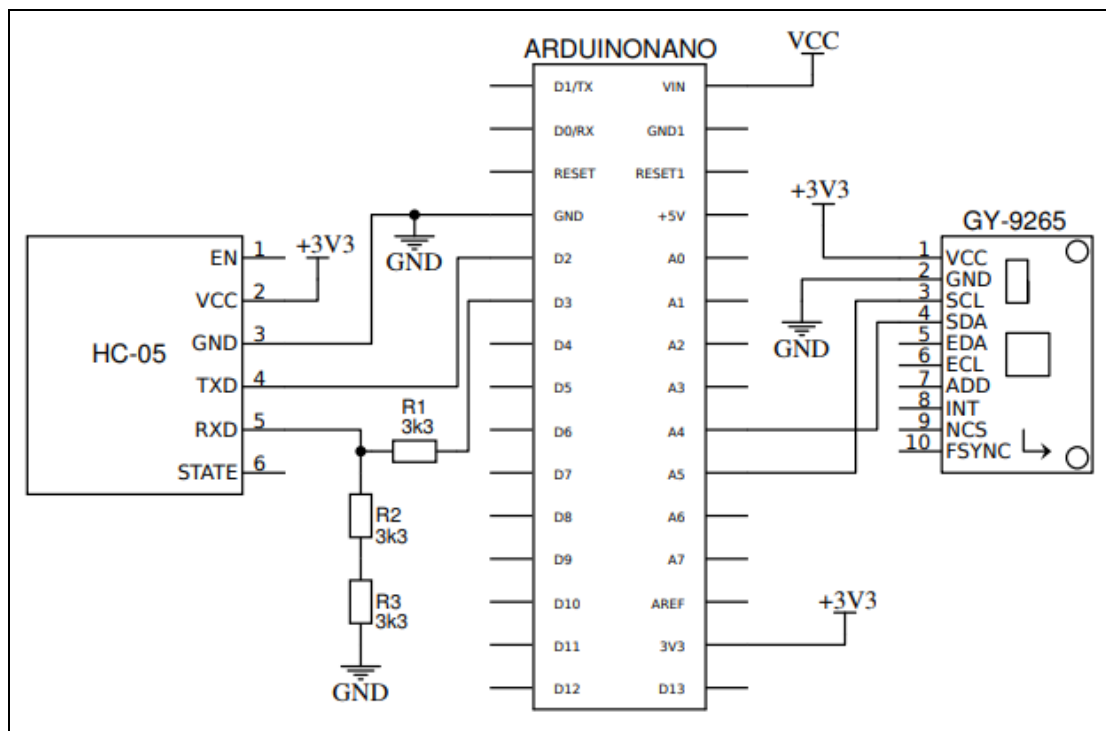 ARDUINONANO
VCC
D1/TX VIN
D0/RX GND1
RESET RESET1
GND +5V
D2 A0
D3 A1
D4 A2
D5 A3
D6 A4
D7 A5
D8 A6
D9 A7
D10 AREF
D11 3V3
D12 D13
HC-05
EN 1
VCC 2
GND 3
TXD 4
RXD 5
STATE 6
+3V3
GND
R1
3k3
R2
3k3
R3
3k3
GND
+3V3
GY-9265
1 VCC
2 GND
3 SCL
4 SDA
5 EDA
6 ECL
7 ADD
8 INT
9 NCS
10 FSYNC
GND
+3V3